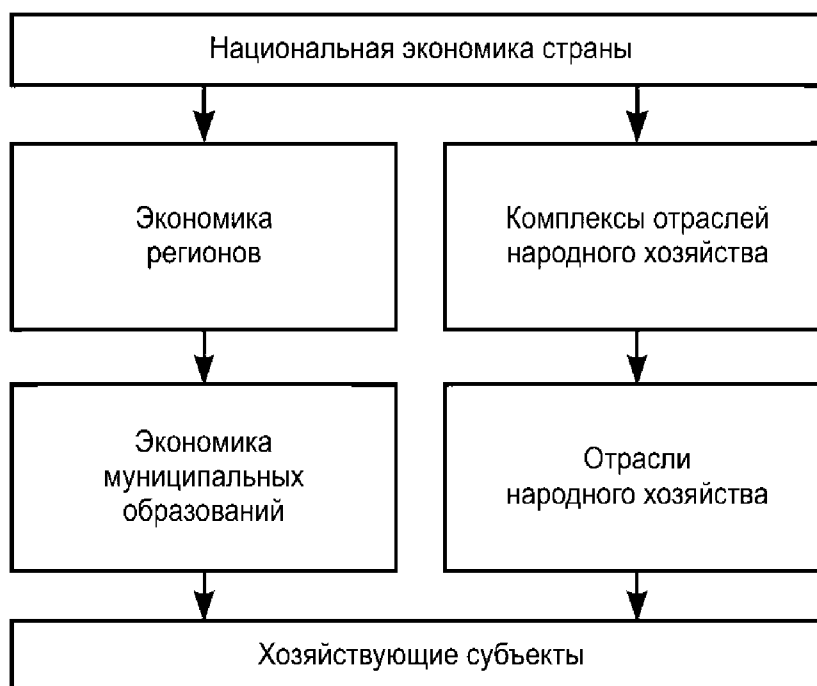 Национальная экономика страны
Экономика
регионов
Комплексы отраслей
народного хозяйства
Экономика
муниципальных
образований
Отрасли
народного хозяйства
Хозяйствующие субъекты